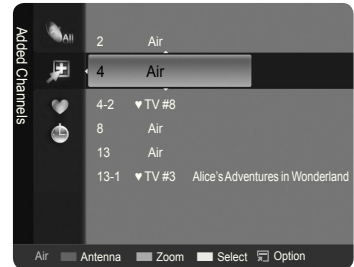 Added Channels
All
2 Air
4 Air
4-2 ♥ TV #8
8 Air
13 Air
13-1 ♥ TV #3 Alice's Adventures in Wonderland
Air Antenna Zoom Select Option